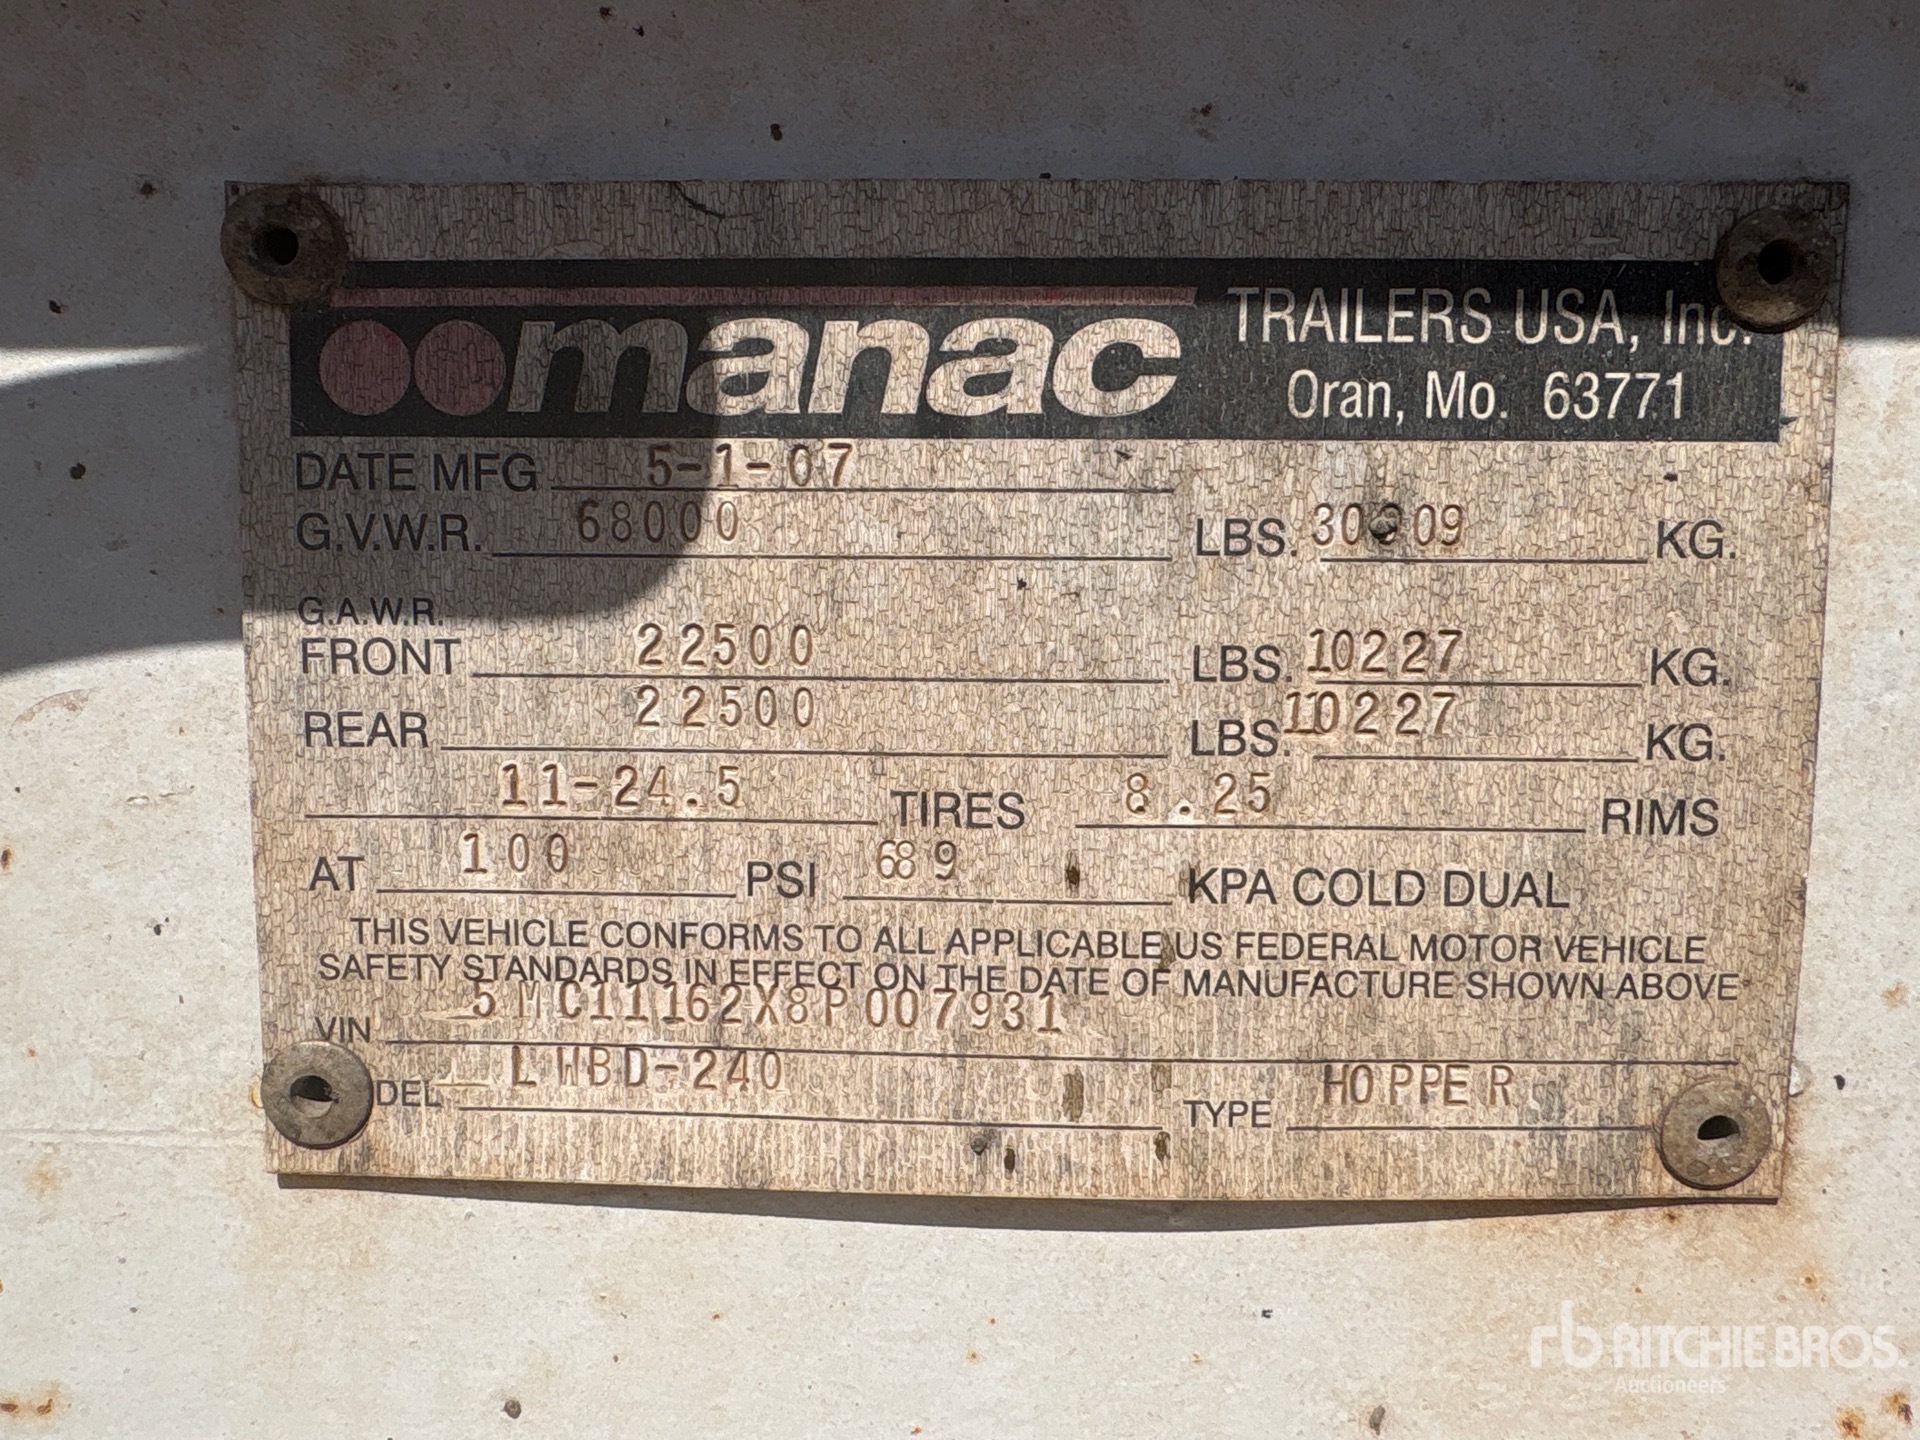 manac TRAILERS USA, Inc.
Oran, Mo. 63771
DATE MFG 5-1-07
G.V.W.R. 68000 LBS. 30909 KG.
G.A.W.R.
FRONT 22500 LBS. 10227 KG.
REAR 22500 LBS. 10227 KG.
11-24.5 TIRES 8.25 RIMS
AT 100 PSI 689 KPA COLD DUAL
THIS VEHICLE CONFORMS TO ALL APPLICABLE US FEDERAL MOTOR VEHICLE
SAFETY STANDARDS IN EFFECT ON THE DATE OF MANUFACTURE SHOWN ABOVE
VIN 5MC11162X8P007931
DEL LWBD-240 TYPE HOPPER
rb RITCHIE BROS.
Auctioneers